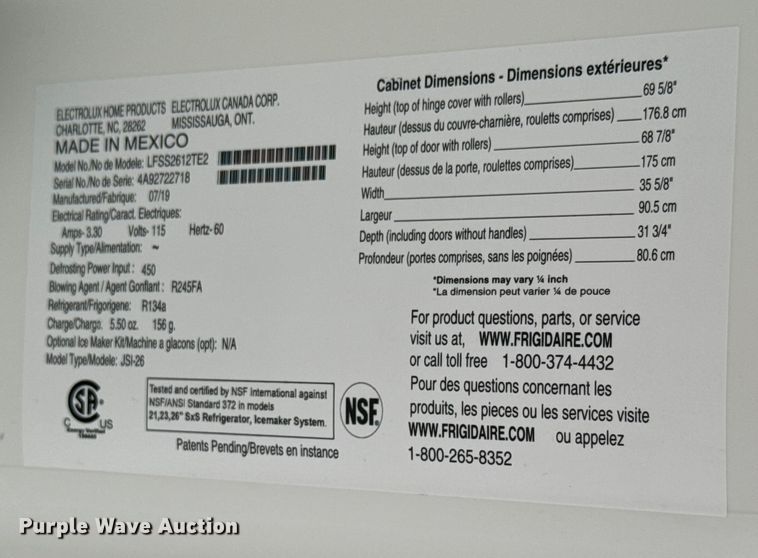 ELECTROLUX HOME PRODUCTS ELECTROLUX CANADA CORP.
CHARLOTTE, NC, 28262 MISSISSAUGA, ONT.
MADE IN MEXICO
Model No./No de Modele: LFSS2612TE2
Serial No./No de Serie: 4A92722718
Manufactured/Fabrique: 07/19
Electrical Rating/Caract. Electriques:
Amps- 3.30 Volts- 115 Hertz- 60
Supply Type/Alimentation: ~
Defrosting Power Input: 450
Blowing Agent / Agent Gonflant: R245FA
Refrigerant/Frigorigene: R134a
Charge/Charge. 5.50 oz. 156 g.
Optional Ice Maker Kit/Machine a glacons (opt): N/A
Model Type/Modele: JSI-26
SA
C US
Energy Verified
Tested and certified by NSF International against
NSF/ANSI Standard 372 in models
21,23,26" SxS Refrigerator, Icemaker System.
NSF
Patents Pending/Brevets en instance
Cabinet Dimensions - Dimensions extérieures*
Height (top of hinge cover with rollers) 69 5/8"
Hauteur (dessus du couvre-charnière, rouletts comprises) 176.8 cm
Height (top of door with rollers) 68 7/8"
Hauteur (dessus de la porte, roulettes comprises) 175 cm
Width 35 5/8"
Largeur 90.5 cm
Depth (including doors without handles) 31 3/4"
Profondeur (portes comprises, sans les poignées) 80.6 cm
*Dimensions may vary ¼ inch
*La dimension peut varier ¼ de pouce
For product questions, parts, or service
visit us at, WWW.FRIGIDAIRE.COM
or call toll free 1-800-374-4432
Pour des questions concernant les
produits, les pieces ou les services visite
WWW.FRIGIDAIRE.COM ou appelez
1-800-265-8352
Purple Wave Auction